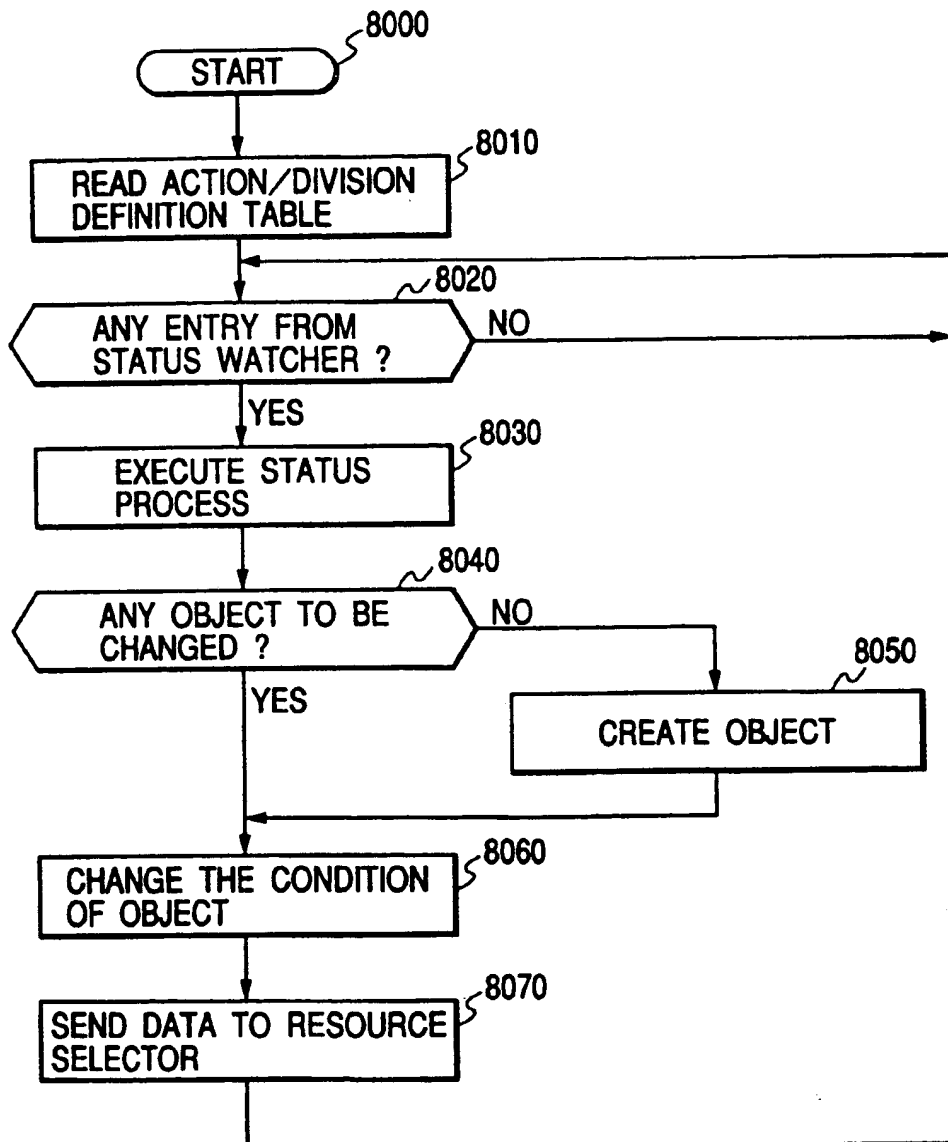 8000
START
8010
READ ACTION/DIVISION
DEFINITION TABLE
8020
ANY ENTRY FROM
STATUS WATCHER ?
NO
YES
8030
EXECUTE STATUS
PROCESS
8040
ANY OBJECT TO BE
CHANGED ?
NO
YES
8050
CREATE OBJECT
8060
CHANGE THE CONDITION
OF OBJECT
8070
SEND DATA TO RESOURCE
SELECTOR